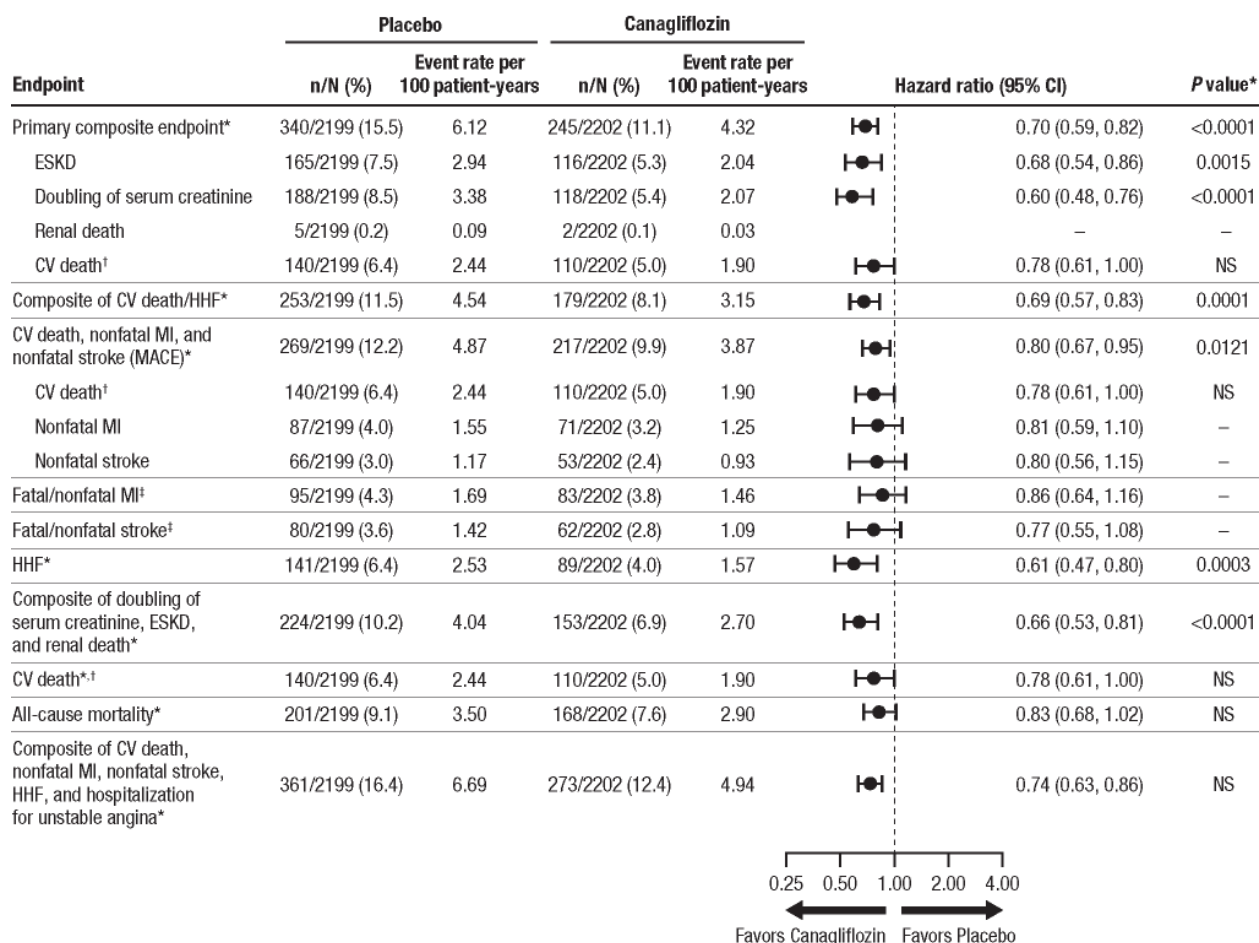 Placebo Canagliflozin
Endpoint n/N (%) Event rate per 100 patient-years n/N (%) Event rate per 100 patient-years Hazard ratio (95% CI) P value*
Primary composite endpoint* 340/2199 (15.5) 6.12 245/2202 (11.1) 4.32 0.70 (0.59, 0.82) <0.0001
ESKD 165/2199 (7.5) 2.94 116/2202 (5.3) 2.04 0.68 (0.54, 0.86) 0.0015
Doubling of serum creatinine 188/2199 (8.5) 3.38 118/2202 (5.4) 2.07 0.60 (0.48, 0.76) <0.0001
Renal death 5/2199 (0.2) 0.09 2/2202 (0.1) 0.03 – –
CV death† 140/2199 (6.4) 2.44 110/2202 (5.0) 1.90 0.78 (0.61, 1.00) NS
Composite of CV death/HHF* 253/2199 (11.5) 4.54 179/2202 (8.1) 3.15 0.69 (0.57, 0.83) 0.0001
CV death, nonfatal MI, and
nonfatal stroke (MACE)* 269/2199 (12.2) 4.87 217/2202 (9.9) 3.87 0.80 (0.67, 0.95) 0.0121
CV death† 140/2199 (6.4) 2.44 110/2202 (5.0) 1.90 0.78 (0.61, 1.00) NS
Nonfatal MI 87/2199 (4.0) 1.55 71/2202 (3.2) 1.25 0.81 (0.59, 1.10) –
Nonfatal stroke 66/2199 (3.0) 1.17 53/2202 (2.4) 0.93 0.80 (0.56, 1.15) –
Fatal/nonfatal MI‡ 95/2199 (4.3) 1.69 83/2202 (3.8) 1.46 0.86 (0.64, 1.16) –
Fatal/nonfatal stroke‡ 80/2199 (3.6) 1.42 62/2202 (2.8) 1.09 0.77 (0.55, 1.08) –
HHF* 141/2199 (6.4) 2.53 89/2202 (4.0) 1.57 0.61 (0.47, 0.80) 0.0003
Composite of doubling of
serum creatinine, ESKD, 224/2199 (10.2) 4.04 153/2202 (6.9) 2.70 0.66 (0.53, 0.81) <0.0001
and renal death*
CV death*,† 140/2199 (6.4) 2.44 110/2202 (5.0) 1.90 0.78 (0.61, 1.00) NS
All-cause mortality* 201/2199 (9.1) 3.50 168/2202 (7.6) 2.90 0.83 (0.68, 1.02) NS
Composite of CV death,
nonfatal MI, nonfatal stroke, 361/2199 (16.4) 6.69 273/2202 (12.4) 4.94 0.74 (0.63, 0.86) NS
HHF, and hospitalization
for unstable angina*
0.25 0.50 1.00 2.00 4.00
Favors Canagliflozin Favors Placebo